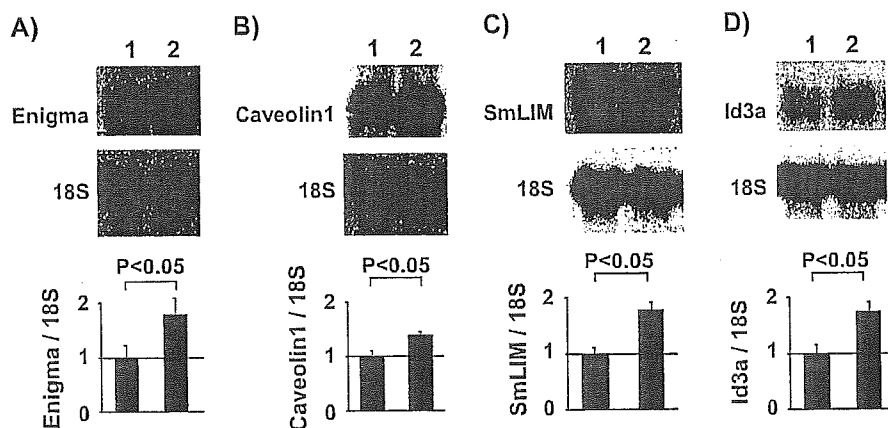 A)
1 2
Enigma
18S
P<0.05
Enigma / 18S
2
1
0
B)
1 2
Caveolin1
18S
P<0.05
Caveolin1 / 18S
2
1
0
C)
1 2
SmLIM
18S
P<0.05
SmLIM / 18S
2
1
0
D)
1 2
Id3a
18S
P<0.05
Id3a / 18S
2
1
0